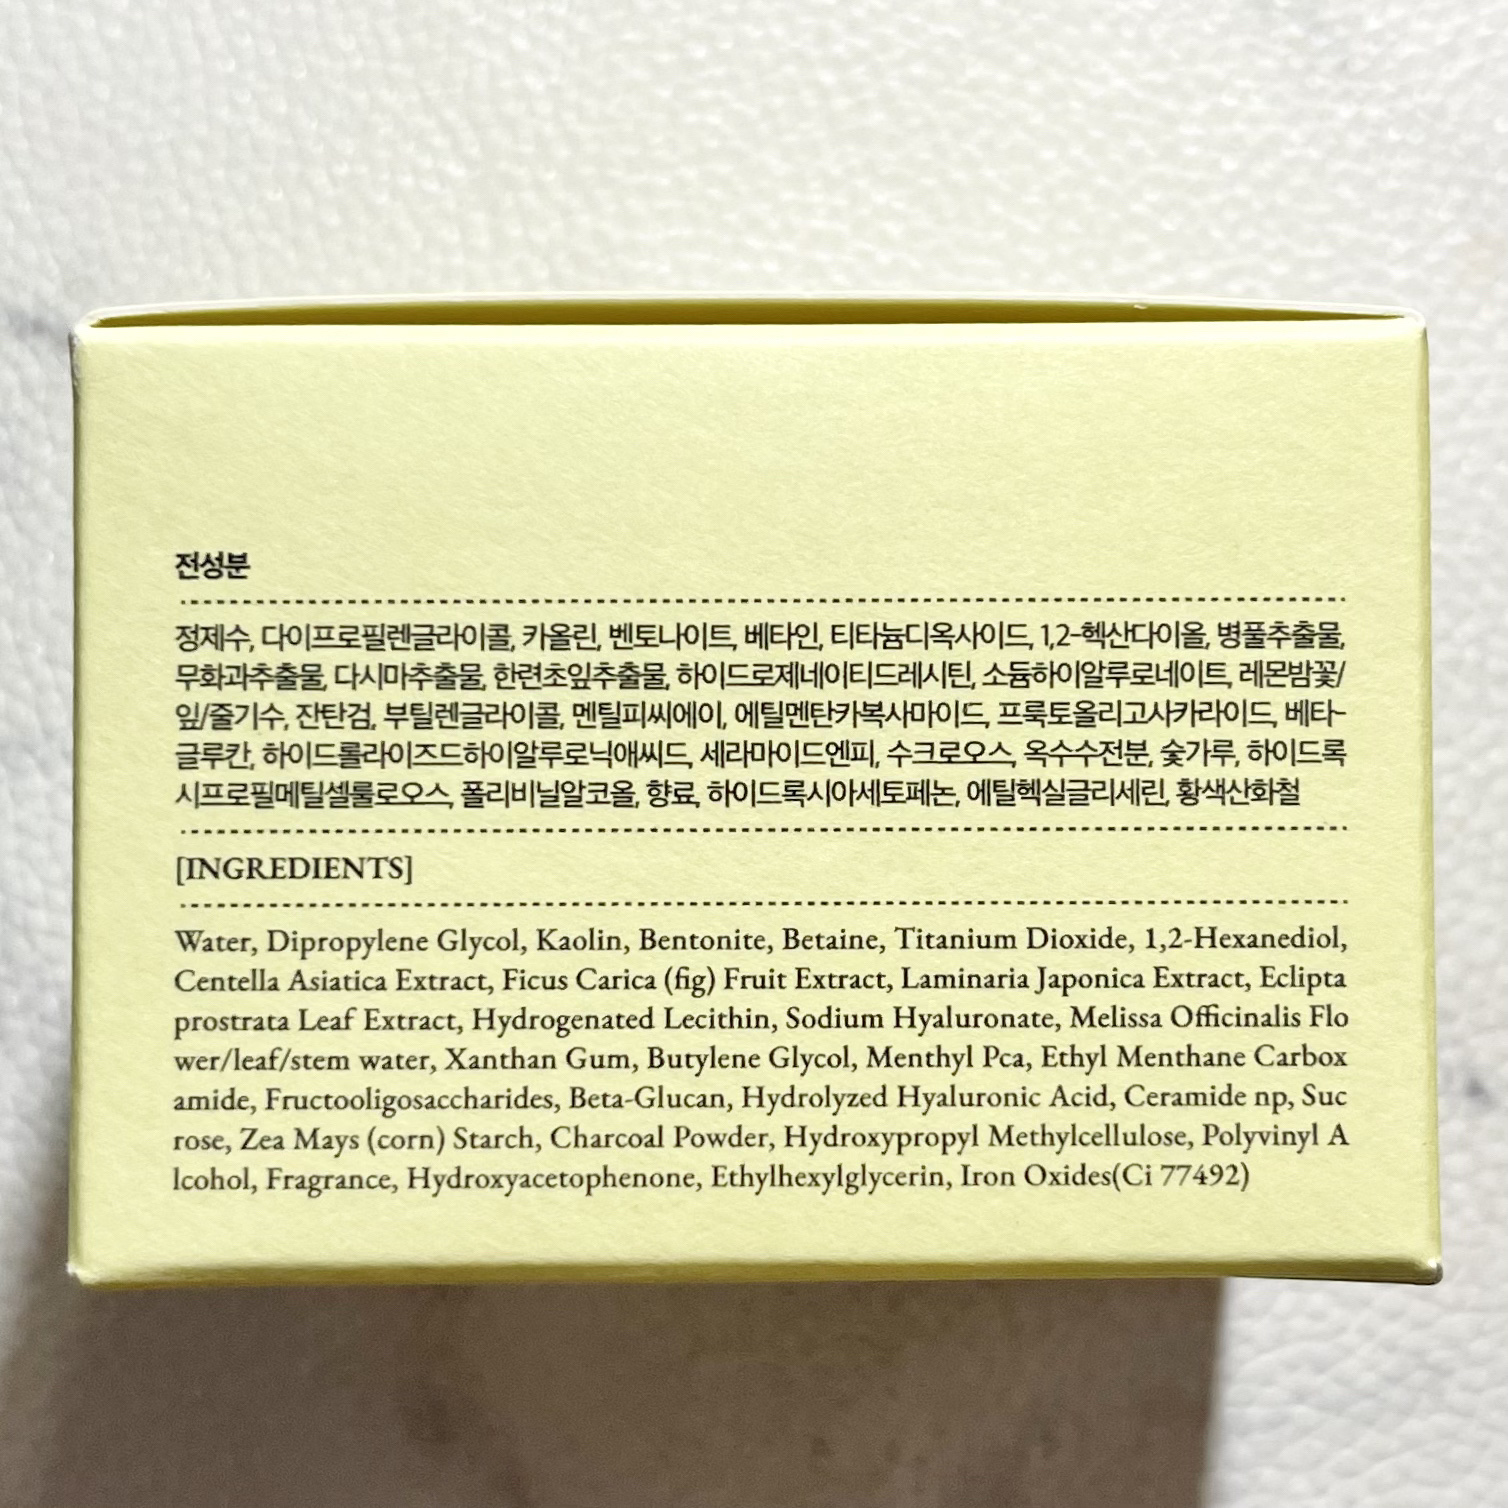 전성분
정제수, 다이프로필렌글라이콜, 카올린, 벤토나이트, 베타인, 티타늄디옥사이드, 1,2-헥산다이올, 병풀추출물,
무화과추출물, 다시마추출물, 한련초잎추출물, 하이드로제네이티드레시틴, 소듐하이알루로네이트, 레몬밤꽃/
잎/줄기수, 잔탄검, 부틸렌글라이콜, 멘틸피씨에이, 에틸멘탄카복사마이드, 프룩토올리고사카라이드, 베타-
글루칸, 하이드롤라이즈드하이알루로닉애씨드, 세라마이드엔피, 수크로오스, 옥수수전분, 숯가루, 하이드록
시프로필메틸셀룰로오스, 폴리비닐알코올, 향료, 하이드록시아세토페논, 에틸헥실글리세린, 황색산화철
[INGREDIENTS]
Water, Dipropylene Glycol, Kaolin, Bentonite, Betaine, Titanium Dioxide, 1,2-Hexanediol,
Centella Asiatica Extract, Ficus Carica (fig) Fruit Extract, Laminaria Japonica Extract, Eclipta
prostrata Leaf Extract, Hydrogenated Lecithin, Sodium Hyaluronate, Melissa Officinalis Flo
wer/leaf/stem water, Xanthan Gum, Butylene Glycol, Menthyl Pca, Ethyl Menthane Carbox
amide, Fructooligosaccharides, Beta-Glucan, Hydrolyzed Hyaluronic Acid, Ceramide np, Suc
rose, Zea Mays (corn) Starch, Charcoal Powder, Hydroxypropyl Methylcellulose, Polyvinyl A
lcohol, Fragrance, Hydroxyacetophenone, Ethylhexylglycerin, Iron Oxides(Ci 77492)